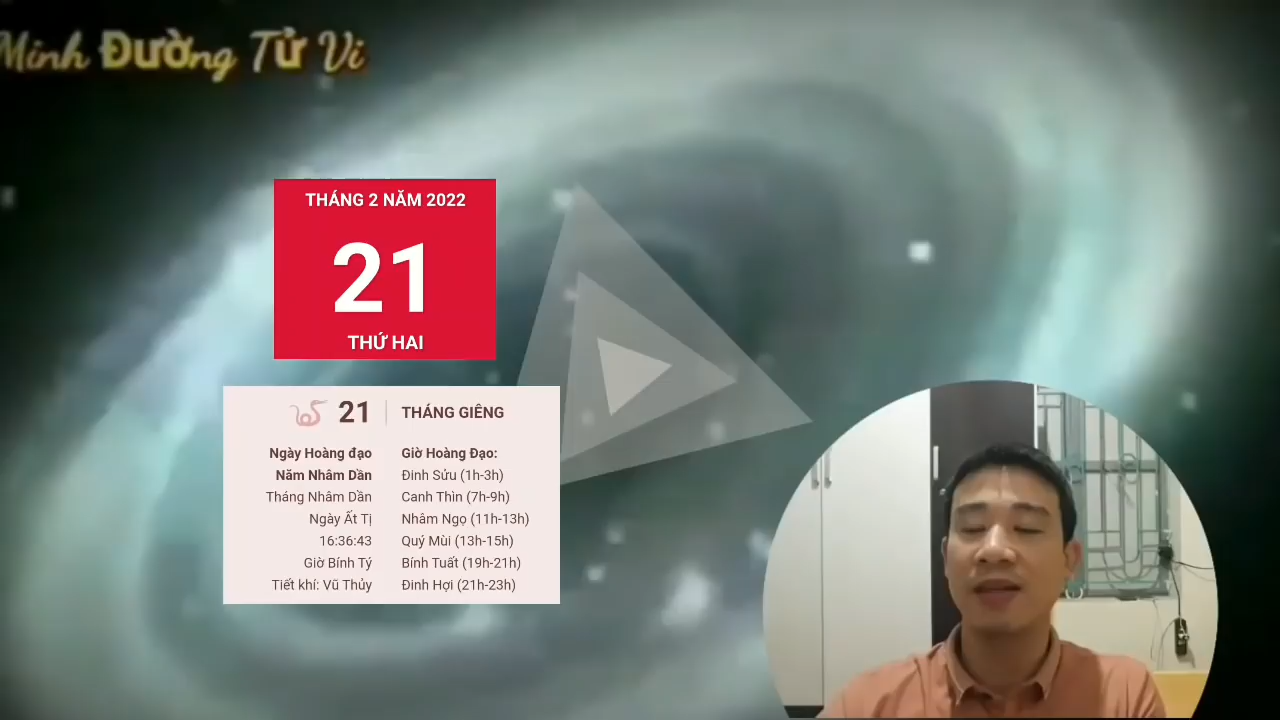 Minh Đường Tử Vi
THÁNG 2 NĂM 2022
21
THỨ HAI
21 THÁNG GIÊNG
Ngày Hoàng đạo Giờ Hoàng Đạo:
Năm Nhâm Dần Đinh Sửu (1h-3h)
Tháng Nhâm Dần Canh Thìn (7h-9h)
Ngày Ất Tị Nhâm Ngọ (11h-13h)
16:36:43 Quý Mùi (13h-15h)
Giờ Bính Tý Bính Tuất (19h-21h)
Tiết khí: Vũ Thủy Đinh Hợi (21h-23h)